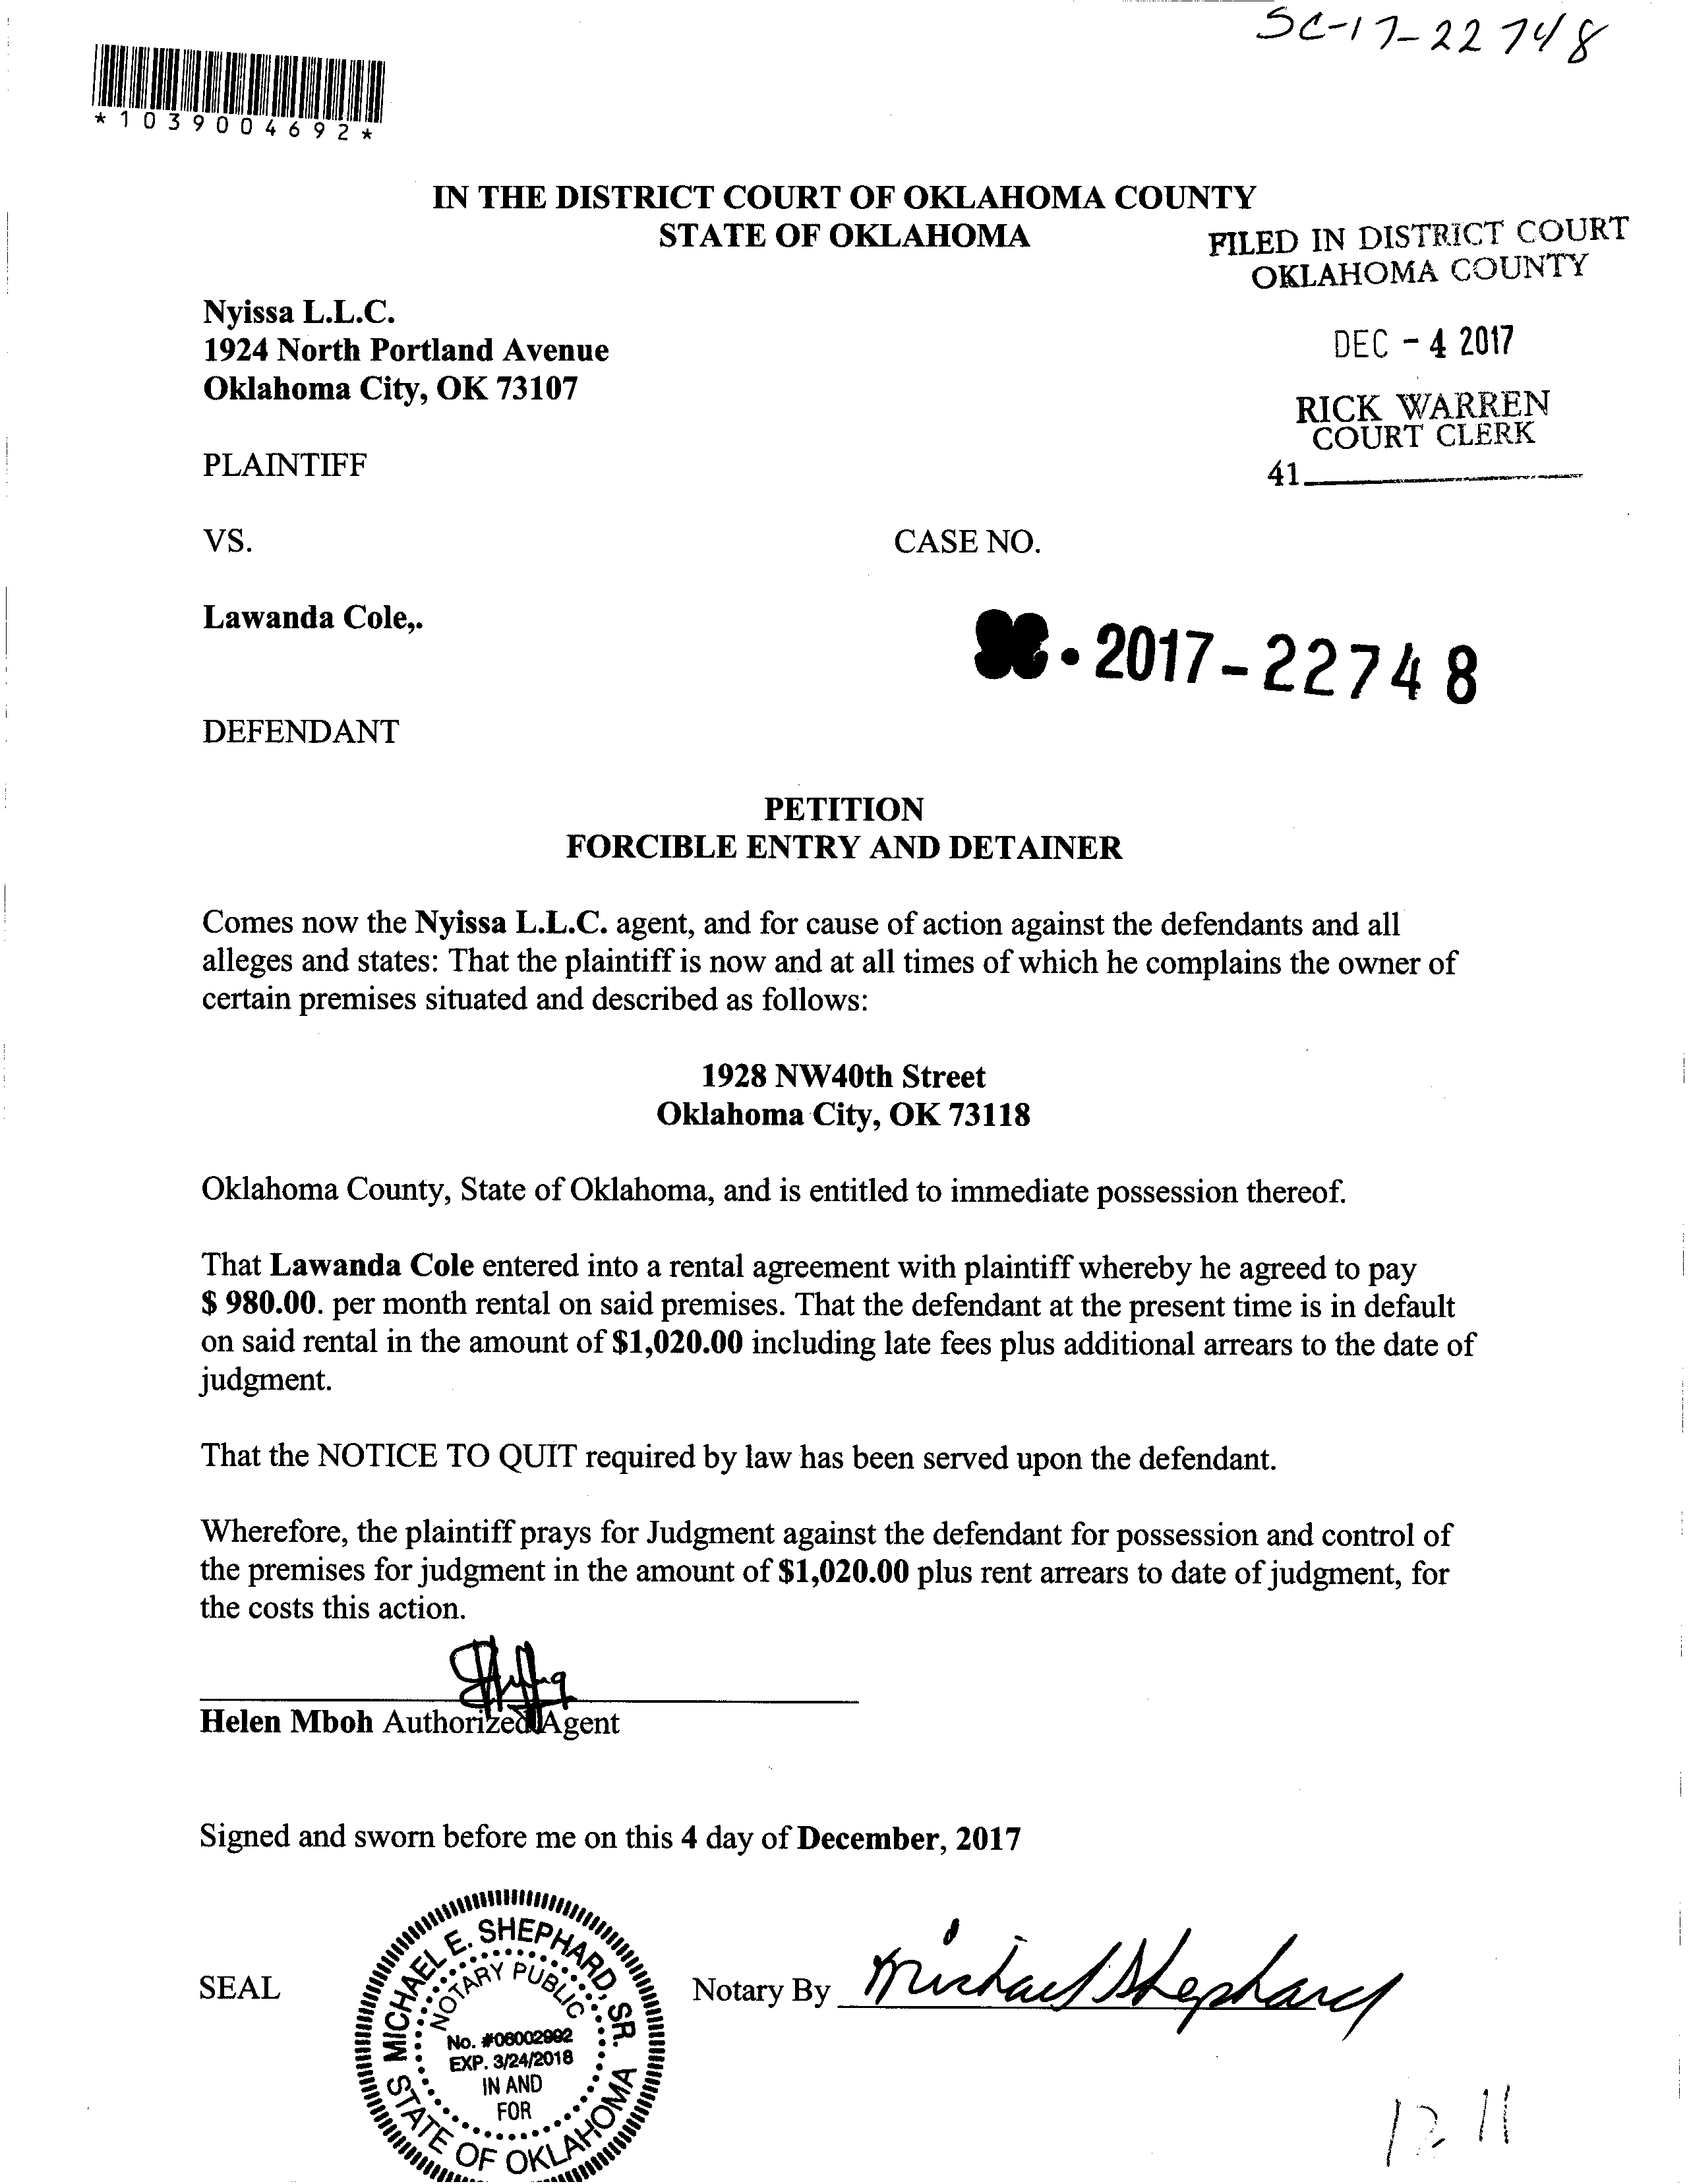 SC-17-22748
*1039004692*
IN THE DISTRICT COURT OF OKLAHOMA COUNTY
STATE OF OKLAHOMA
FILED IN DISTRICT COURT
OKLAHOMA COUNTY
Nyissa L.L.C.
1924 North Portland Avenue
Oklahoma City, OK 73107
DEC - 4 2017
RICK WARREN
COURT CLERK
PLAINTIFF
41
VS.
CASE NO.
Lawanda Cole,.
SC · 2017-22748
DEFENDANT
PETITION
FORCIBLE ENTRY AND DETAINER
Comes now the Nyissa L.L.C. agent, and for cause of action against the defendants and all
alleges and states: That the plaintiff is now and at all times of which he complains the owner of
certain premises situated and described as follows:
1928 NW40th Street
Oklahoma City, OK 73118
Oklahoma County, State of Oklahoma, and is entitled to immediate possession thereof.
That Lawanda Cole entered into a rental agreement with plaintiff whereby he agreed to pay
$ 980.00. per month rental on said premises. That the defendant at the present time is in default
on said rental in the amount of $1,020.00 including late fees plus additional arrears to the date of
judgment.
That the NOTICE TO QUIT required by law has been served upon the defendant.
Wherefore, the plaintiff prays for Judgment against the defendant for possession and control of
the premises for judgment in the amount of $1,020.00 plus rent arrears to date of judgment, for
the costs this action.
Helen Mboh Authorized Agent
Signed and sworn before me on this 4 day of December, 2017
SEAL
MICHAEL E. SHEPHARD, SR.
NOTARY PUBLIC
No. #06002992
EXP. 3/24/2018
IN AND
FOR
STATE OF OKLAHOMA
Notary By Michael Shephard